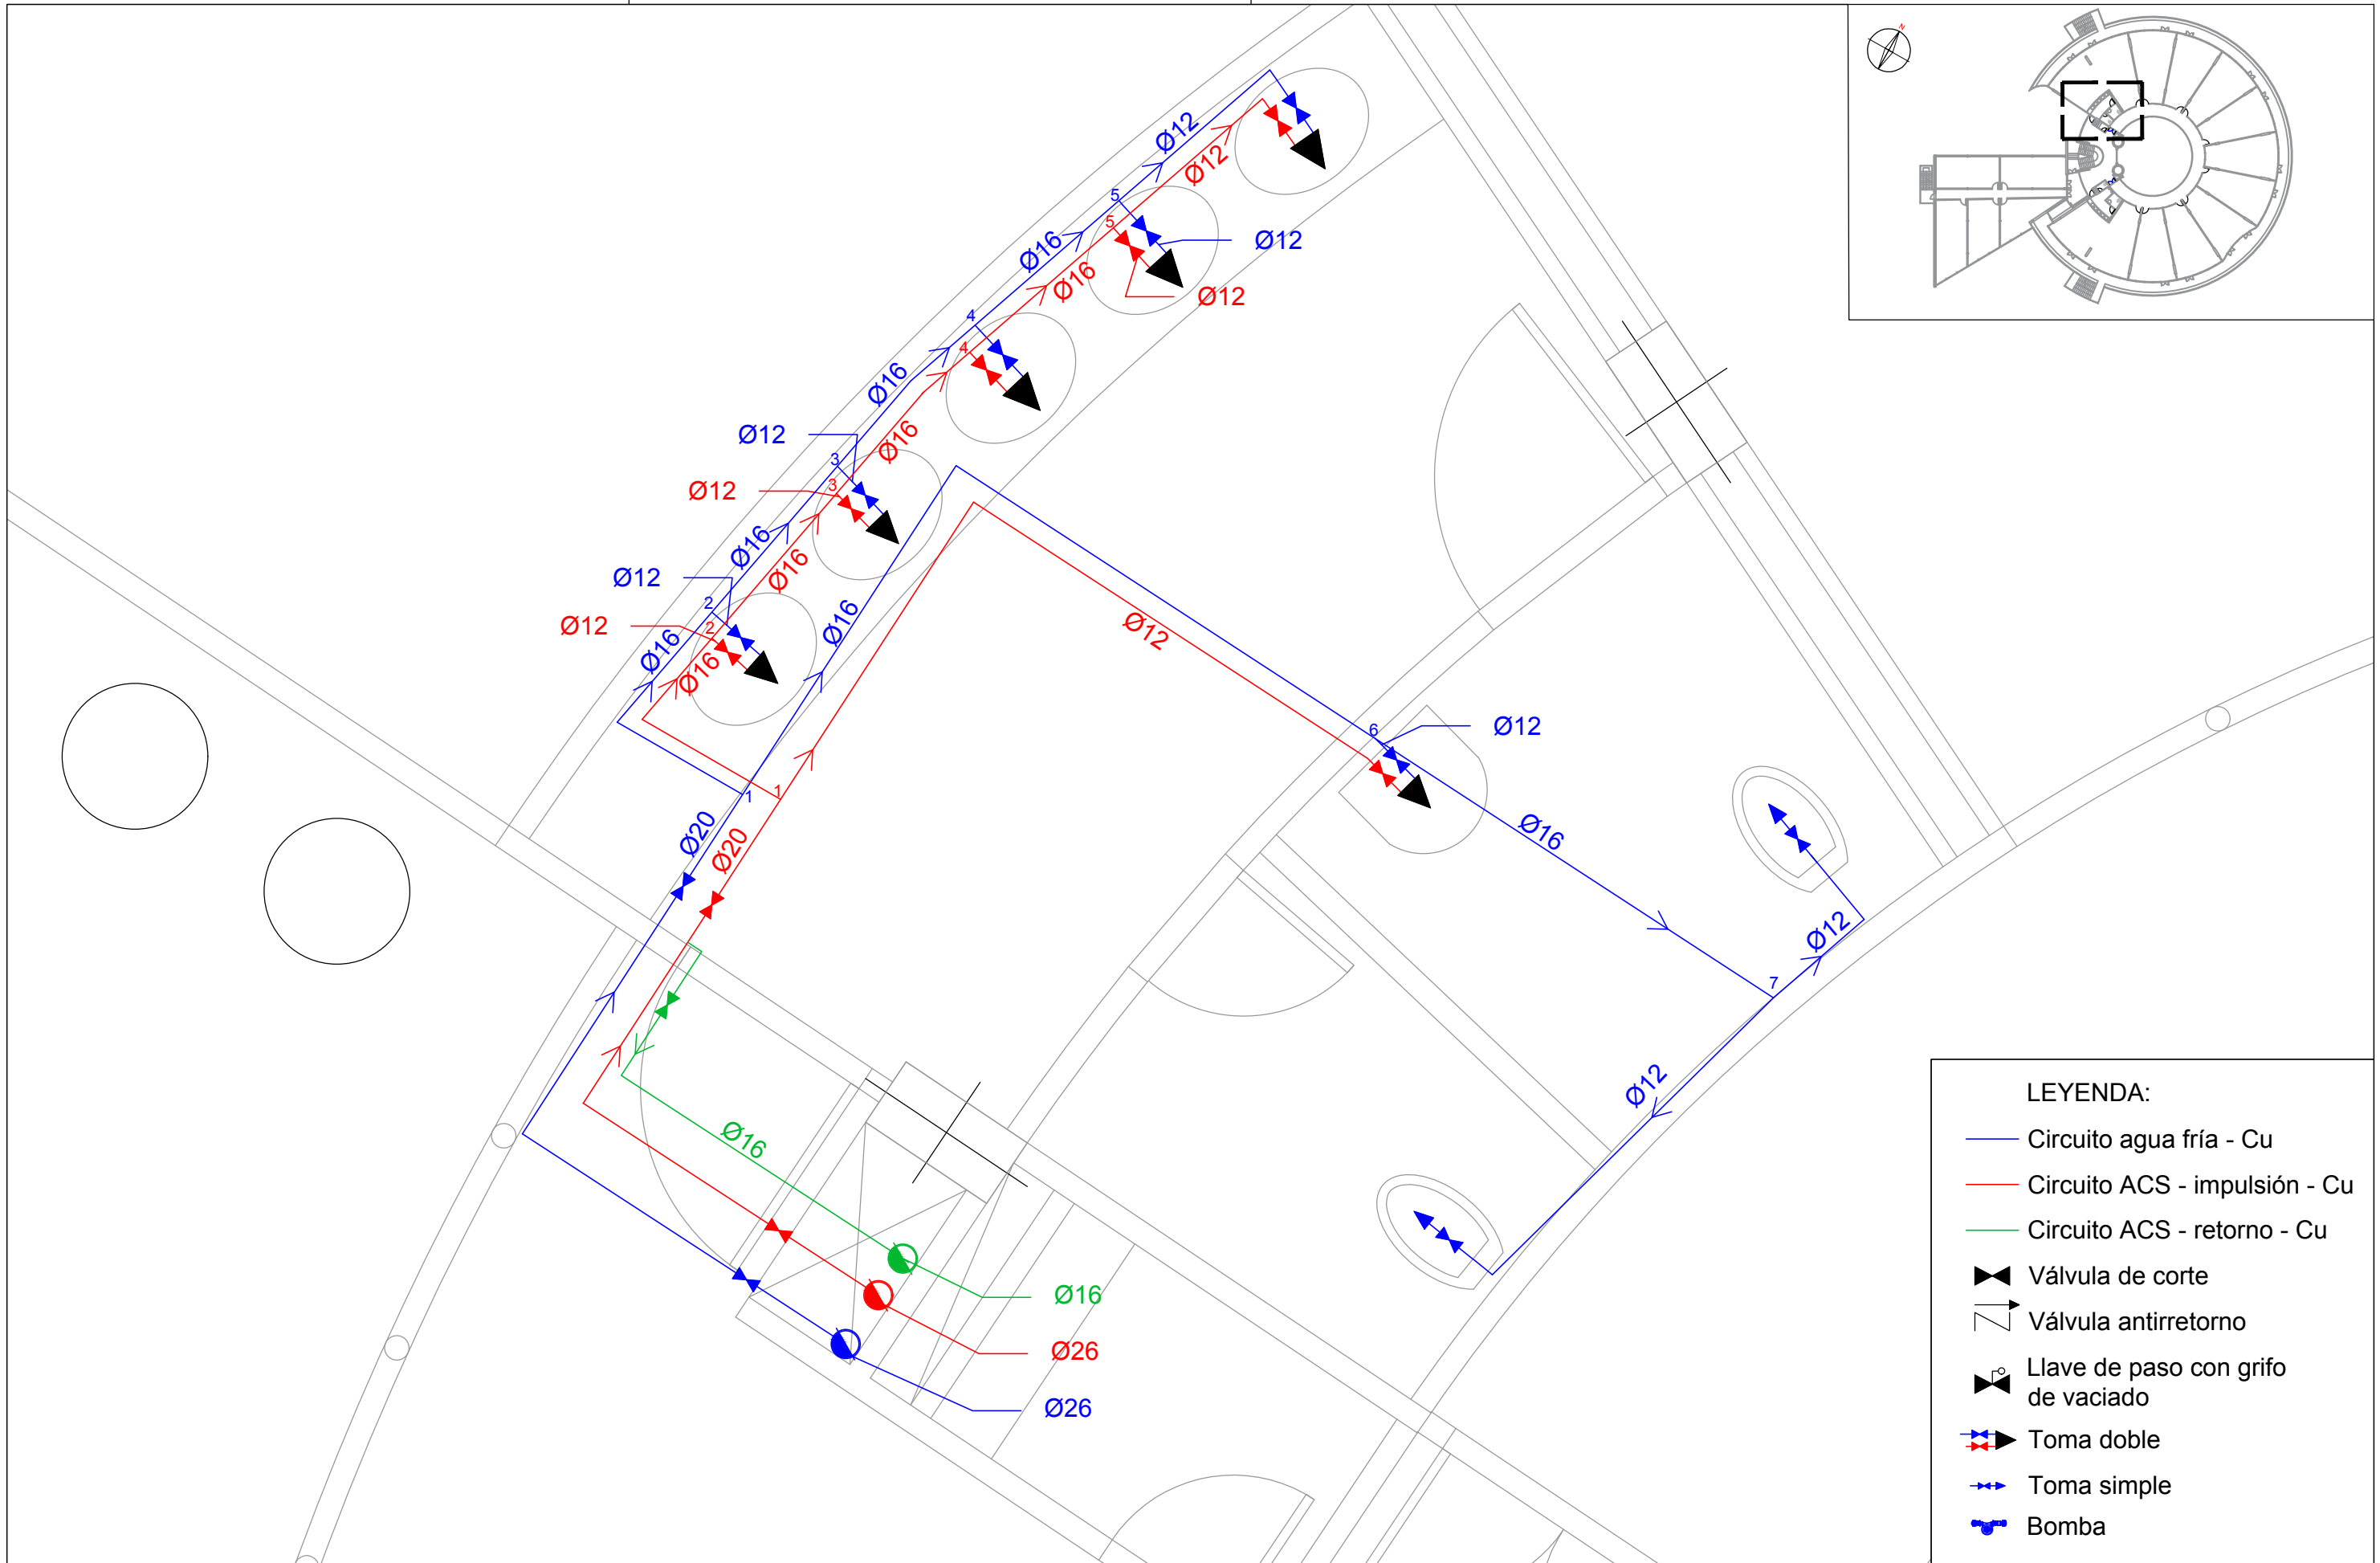 N
Ø12
Ø12
5
5
Ø16
Ø12
Ø16
Ø12
4
4
Ø16
Ø12
Ø16
3
Ø12
3
Ø16
Ø16
Ø12
2
Ø12
2
Ø16
Ø16
Ø16
Ø12
6
Ø12
1
1
Ø20
Ø20
Ø16
Ø12
7
Ø12
Ø16
Ø16
Ø26
Ø26
LEYENDA:
Circuito agua fría - Cu
Circuito ACS - impulsión - Cu
Circuito ACS - retorno - Cu
Válvula de corte
Válvula antirretorno
Llave de paso con grifo
de vaciado
Toma doble
Toma simple
Bomba